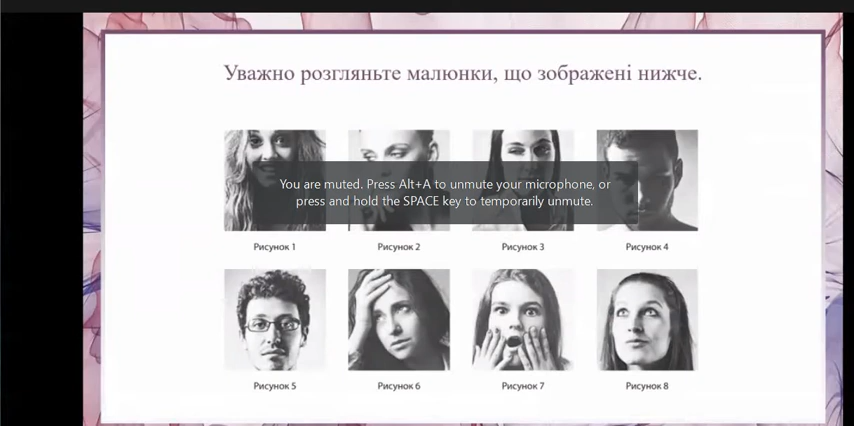 Уважно розгляньте малюнки, що зображені нижче.
You are muted. Press Alt+A to unmute your microphone, or
press and hold the SPACE key to temporarily unmute.
Рисунок 1
Рисунок 2
Рисунок 3
Рисунок 4
Рисунок 5
Рисунок 6
Рисунок 7
Рисунок 8